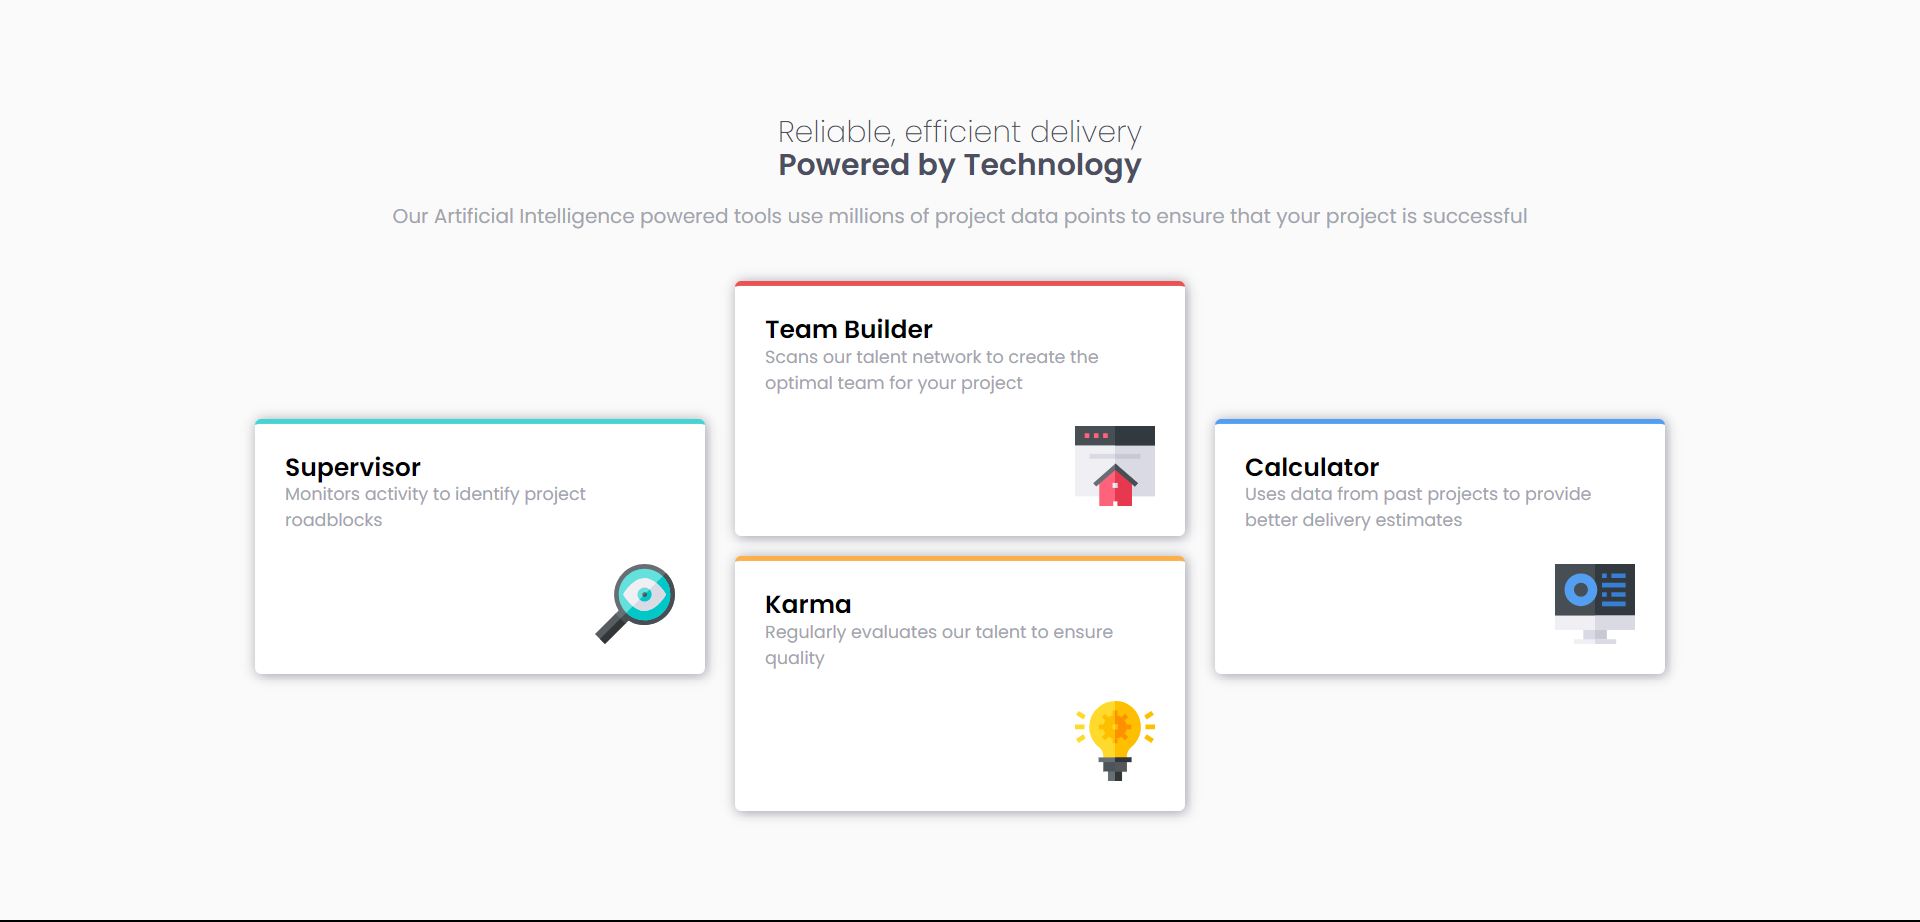 Reliable, efficient delivery
Powered by Technology
Our Artificial Intelligence powered tools use millions of project data points to ensure that your project is successful
Team Builder
Scans our talent network to create the
optimal team for your project
Supervisor
Monitors activity to identify project
roadblocks
Calculator
Uses data from past projects to provide
better delivery estimates
Karma
Regularly evaluates our talent to ensure
quality